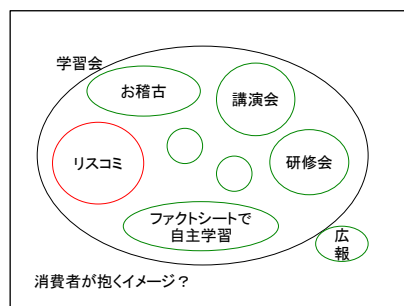 学習会
お稽古
講演会
リスコミ
研修会
ファクトシートで
自主学習
広
報
消費者が抱くイメージ？